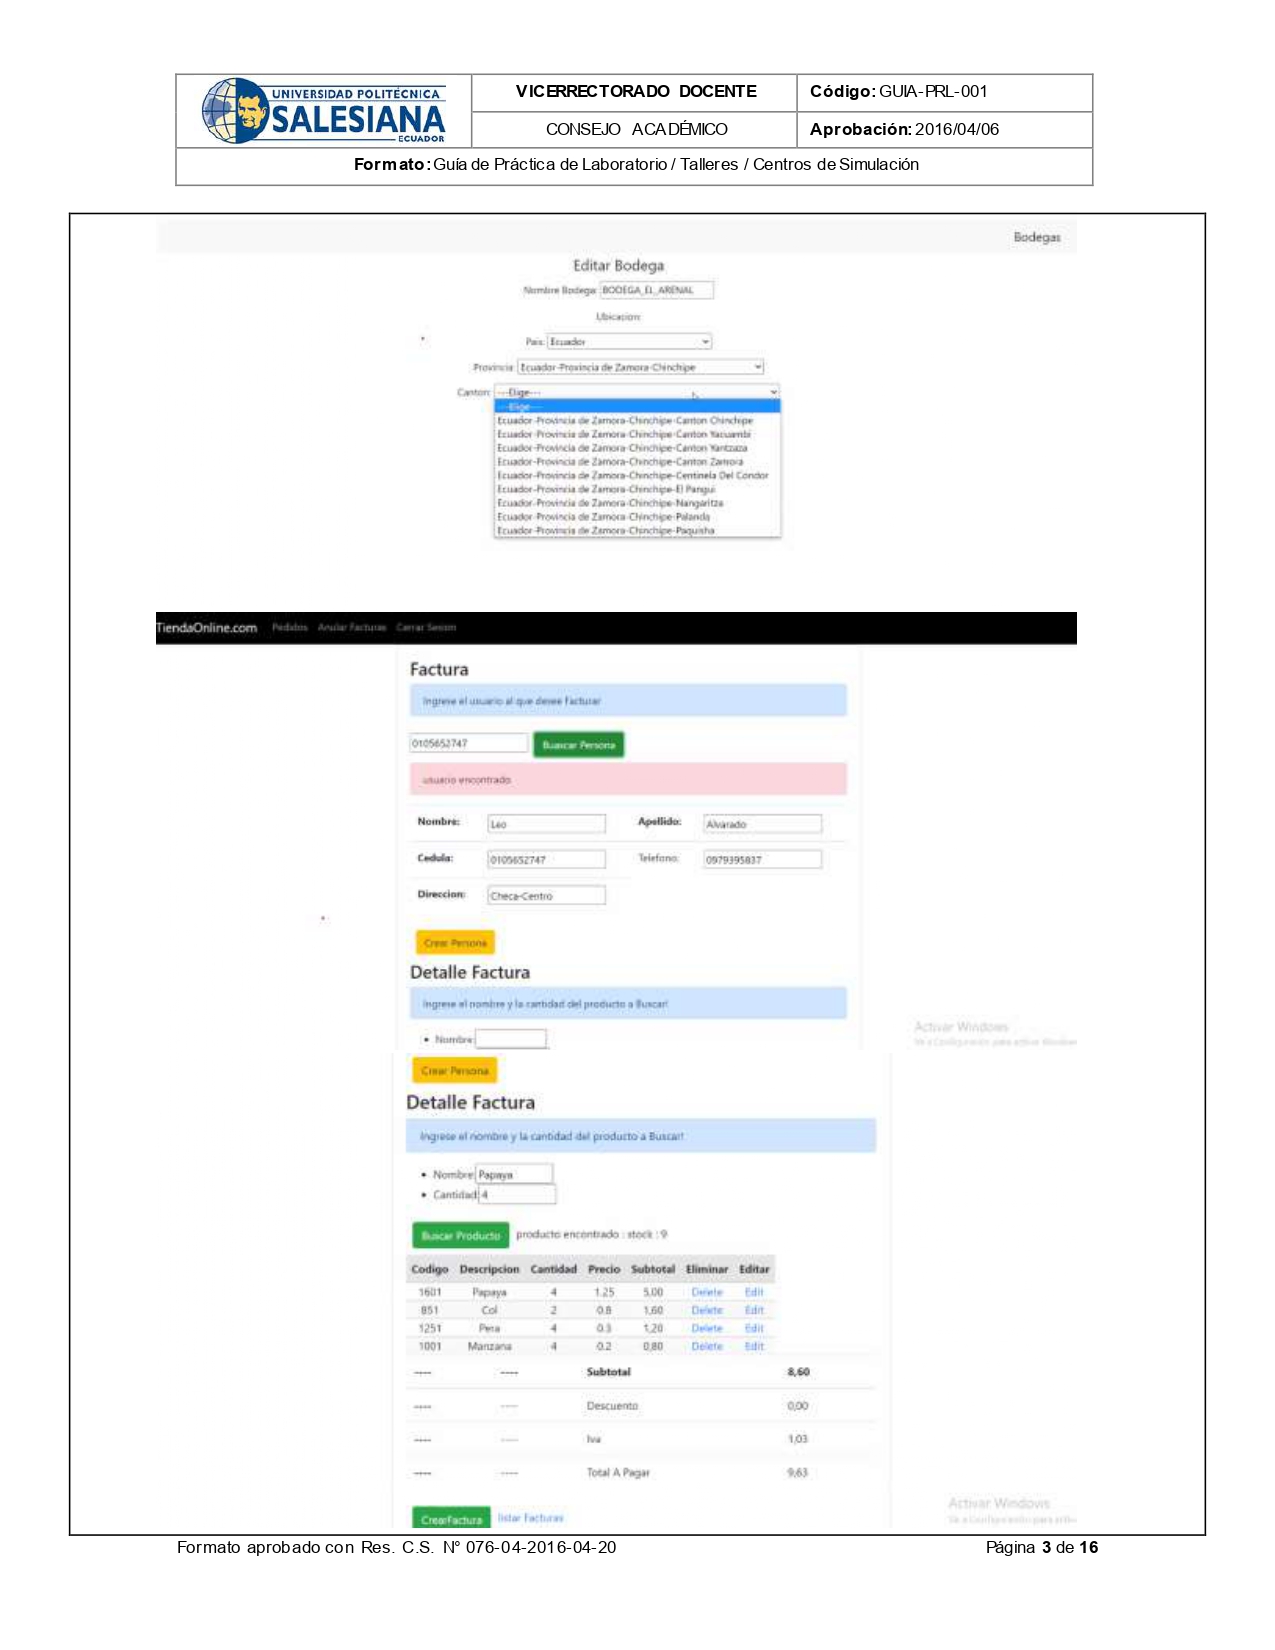 UNIVERSIDAD POLITÉCNICA
SALESIANA
ECUADOR
VICERRECTORADO DOCENTE
Código: GUIA-PRL-001
CONSEJO ACADÉMICO
Aprobación: 2016/04/06
Formato: Guía de Práctica de Laboratorio / Talleres / Centros de Simulación
Bodegas
Editar Bodega
Nombre Bodega: BODEGA_EL_ARENAL
Ubicacion:
Pais: Ecuador
Provincia: Ecuador-Provincia de Zamora-Chinchipe
Canton: ---Elige---
---Elige---
Ecuador-Provincia de Zamora-Chinchipe-Canton Chinchipe
Ecuador-Provincia de Zamora-Chinchipe-Canton Yacuambi
Ecuador-Provincia de Zamora-Chinchipe-Canton Yantzaza
Ecuador-Provincia de Zamora-Chinchipe-Canton Zamora
Ecuador-Provincia de Zamora-Chinchipe-Centinela Del Condor
Ecuador-Provincia de Zamora-Chinchipe-El Pangui
Ecuador-Provincia de Zamora-Chinchipe-Nangaritza
Ecuador-Provincia de Zamora-Chinchipe-Palanda
Ecuador-Provincia de Zamora-Chinchipe-Paquisha
TiendaOnline.com Pedidos Anular Facturas Cerrar Sesion
Factura
Ingrese el usuario al que desee facturar
0105652747 Buascar Persona
usuario encontrado
Nombre: Leo Apellido: Alvarado
Cedula: 0105652747 Telefono: 0979395837
Direccion: Checa-Centro
Crear Persona
Detalle Factura
Ingrese el nombre y la cantidad del producto a Buscar!
• Nombre
Activar Windows
Ve a Configuración para activar Windows
Crear Persona
Detalle Factura
Ingrese el nombre y la cantidad del producto a Buscar!
• Nombre Papaya
• Cantidad 4
Buscar Producto producto encontrado : stock : 9
Codigo Descripcion Cantidad Precio Subtotal Eliminar Editar
1601 Papaya 4 1.25 5,00 Delete Edit
851 Col 2 0.8 1,60 Delete Edit
1251 Pera 4 0.3 1,20 Delete Edit
1001 Manzana 4 0.2 0,80 Delete Edit
---- ---- Subtotal 8,60
---- ---- Descuento 0,00
---- ---- Iva 1,03
---- ---- Total A Pagar 9,63
CrearFactura listar Facturas
Activar Windows
Ve a Configuración para activ
Formato aprobado con Res. C.S. N° 076-04-2016-04-20
Página 3 de 16